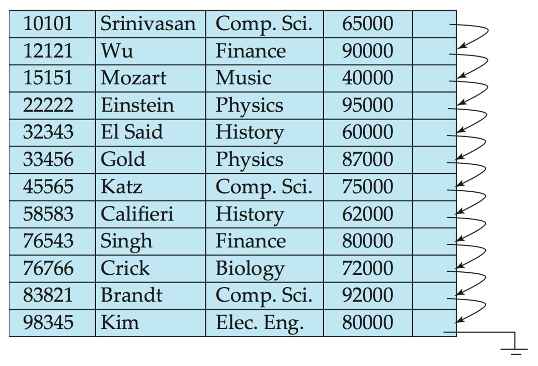 10101 Srinivasan Comp. Sci. 65000
12121 Wu Finance 90000
15151 Mozart Music 40000
22222 Einstein Physics 95000
32343 El Said History 60000
33456 Gold Physics 87000
45565 Katz Comp. Sci. 75000
58583 Califieri History 62000
76543 Singh Finance 80000
76766 Crick Biology 72000
83821 Brandt Comp. Sci. 92000
98345 Kim Elec. Eng. 80000